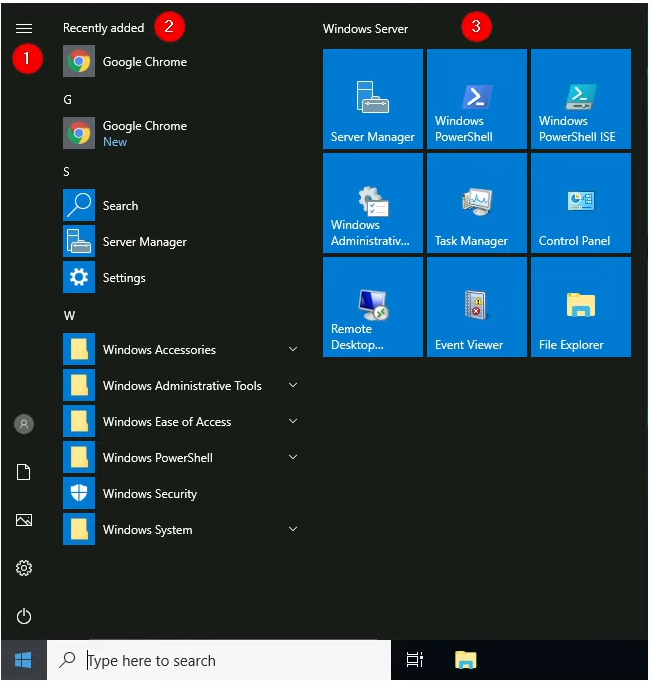 1
Recently added 2
Google Chrome
G
Google Chrome
New
S
Search
Server Manager
Settings
W
Windows Accessories
Windows Administrative Tools
Windows Ease of Access
Windows PowerShell
Windows Security
Windows System
Windows Server 3
Server Manager
Windows
PowerShell
Windows
PowerShell ISE
Windows
Administrativ...
Task Manager
Control Panel
Remote
Desktop...
Event Viewer
File Explorer
Type here to search